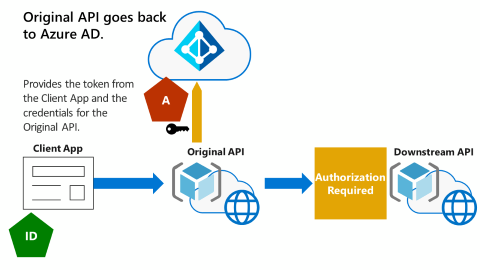 Original API goes back
to Azure AD.
Provides the token from
the Client App and the
credentials for the
Original API.
A
Client App
Original API
Downstream API
Authorization
Required
ID